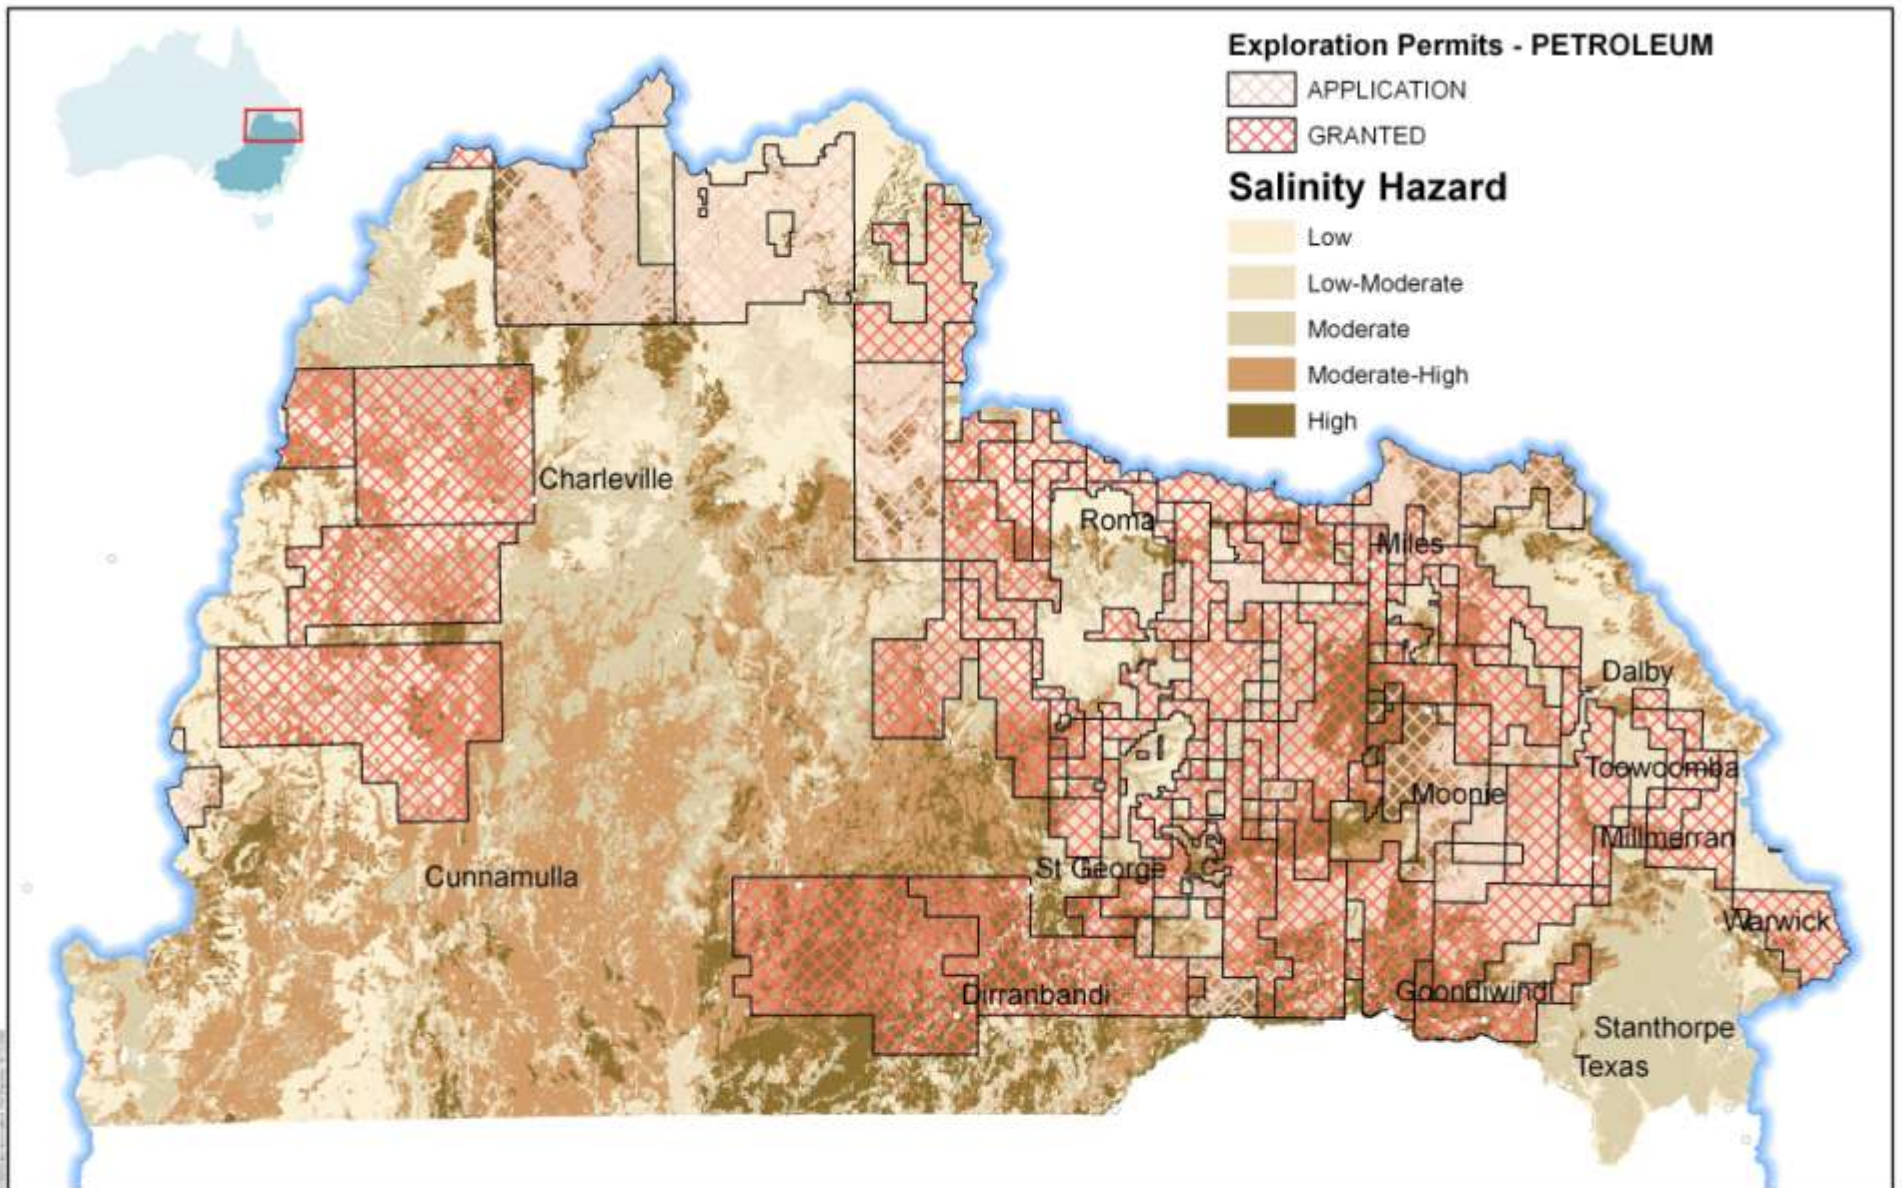 Exploration Permits - PETROLEUM
APPLICATION
GRANTED
Salinity Hazard
Low
Low-Moderate
Moderate
Moderate-High
High
Charleville
Roma
Miles
Dalby
Toowoomba
Moonie
Millmerran
St George
Cunnamulla
Warwick
Dirranbandi
Goondiwindi
Stanthorpe
Texas